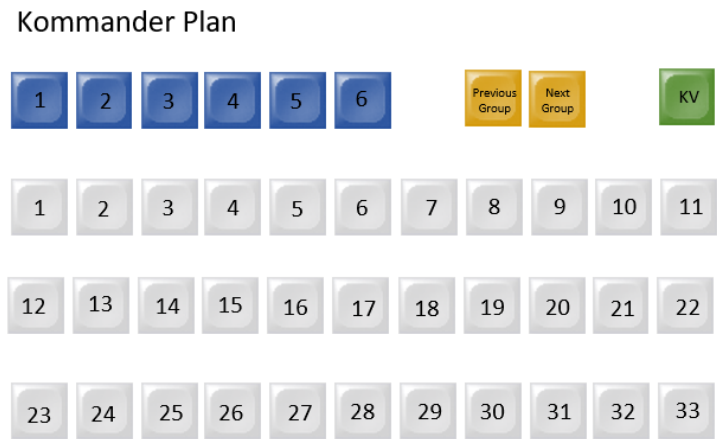 Kommander Plan
1 2 3 4 5 6 Previous Group Next Group KV
1 2 3 4 5 6 7 8 9 10 11
12 13 14 15 16 17 18 19 20 21 22
23 24 25 26 27 28 29 30 31 32 33